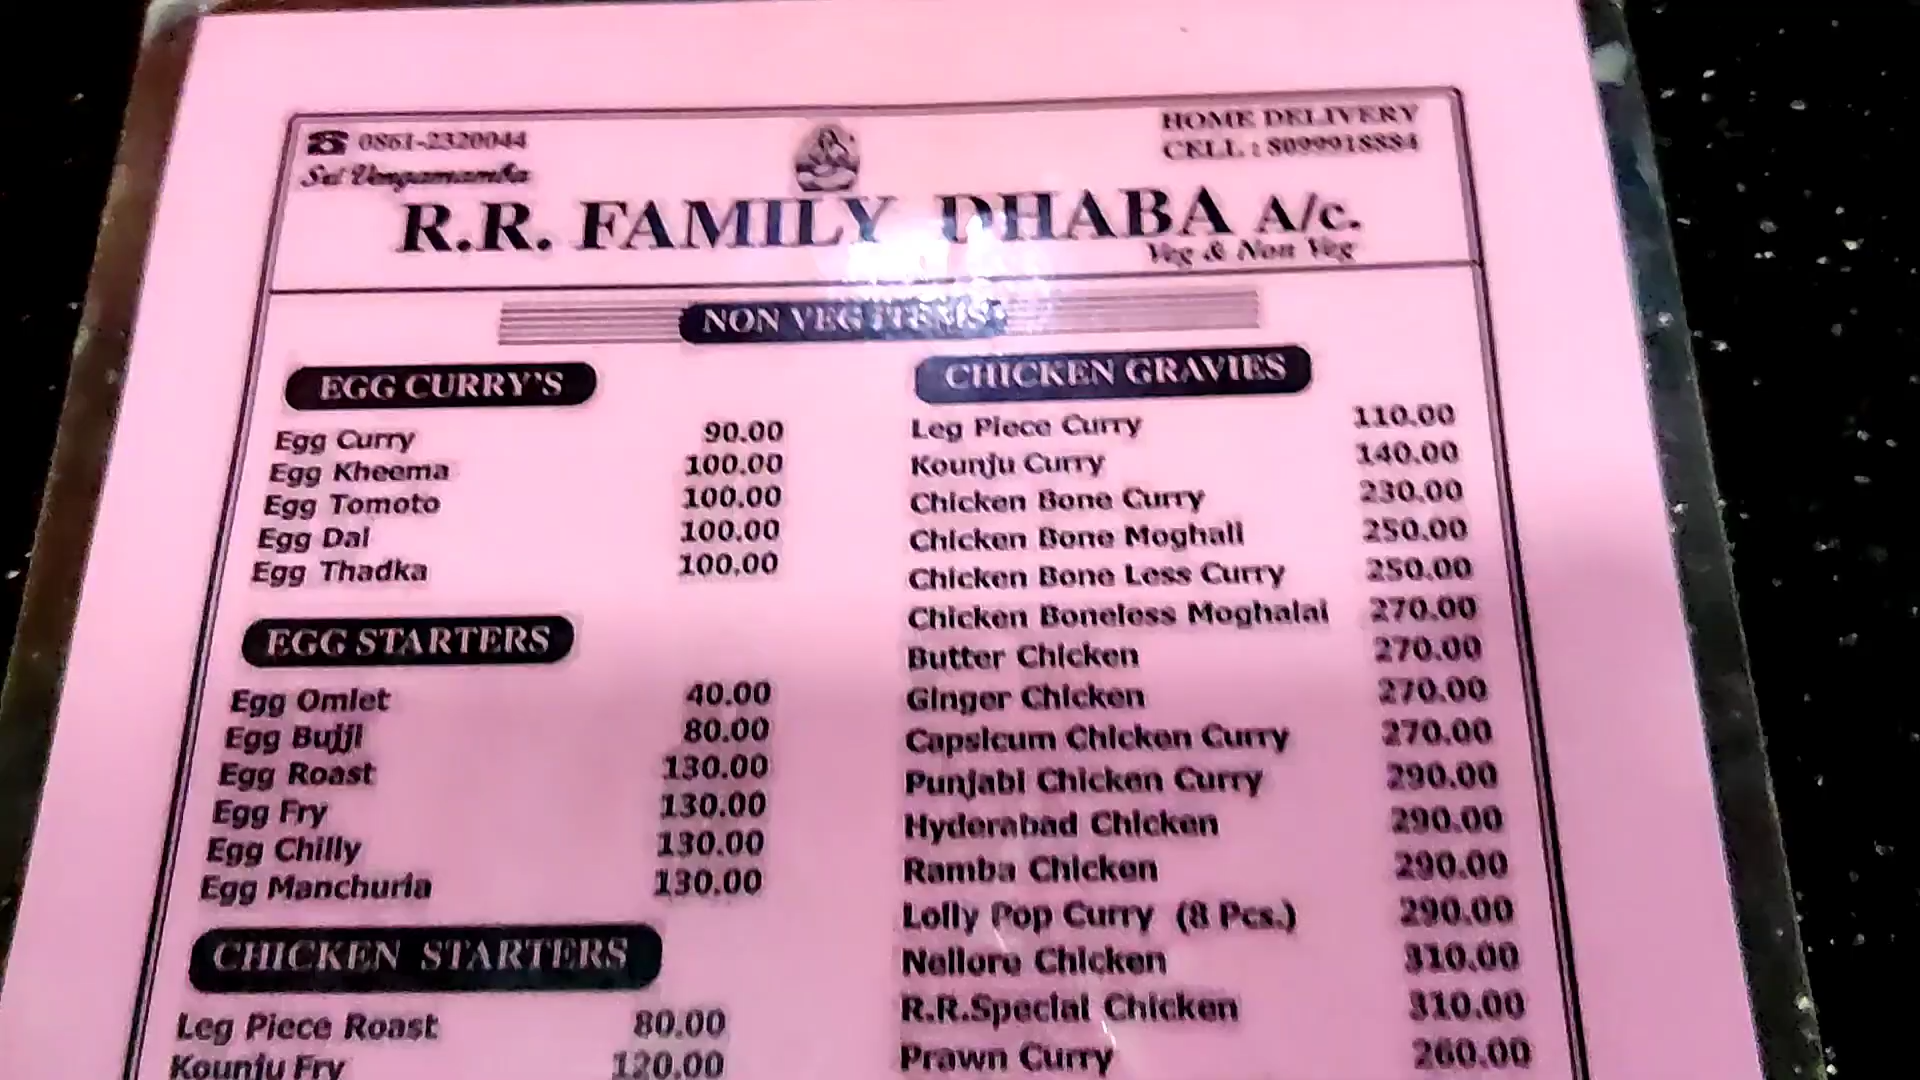 ☎ 0861-2320044
HOME DELIVERY
CELL : 8099918884
Sri Vengamamba
R.R. FAMILY DHABA A/c.
Veg & Non Veg
NON VEG ITEMS
EGG CURRY'S
Egg Curry 90.00
Egg Kheema 100.00
Egg Tomoto 100.00
Egg Dal 100.00
Egg Thadka 100.00
EGG STARTERS
Egg Omlet 40.00
Egg Bujji 80.00
Egg Roast 130.00
Egg Fry 130.00
Egg Chilly 130.00
Egg Manchuria 130.00
CHICKEN STARTERS
Leg Piece Roast 80.00
Kounju Fry 120.00
CHICKEN GRAVIES
Leg Piece Curry 110.00
Kounju Curry 140.00
Chicken Bone Curry 230.00
Chicken Bone Moghali 250.00
Chicken Bone Less Curry 250.00
Chicken Boneless Moghalai 270.00
Butter Chicken 270.00
Ginger Chicken 270.00
Capsicum Chicken Curry 270.00
Punjabi Chicken Curry 290.00
Hyderabad Chicken 290.00
Ramba Chicken 290.00
Lolly Pop Curry (8 Pcs.) 290.00
Nellore Chicken 310.00
R.R.Special Chicken 310.00
Prawn Curry 260.00